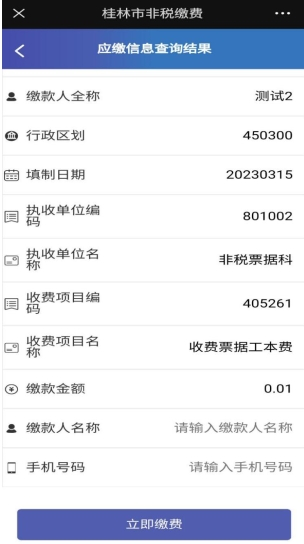 桂林市非税缴费
应缴信息查询结果
缴款人全称 测试2
行政区划 450300
填制日期 20230315
执收单位编
码 801002
执收单位名
称 非税票据科
收费项目编
码 405261
收费项目名
称 收费票据工本费
缴款金额 0.01
缴款人名称 请输入缴款人名称
手机号码 请输入手机号码
立即缴费